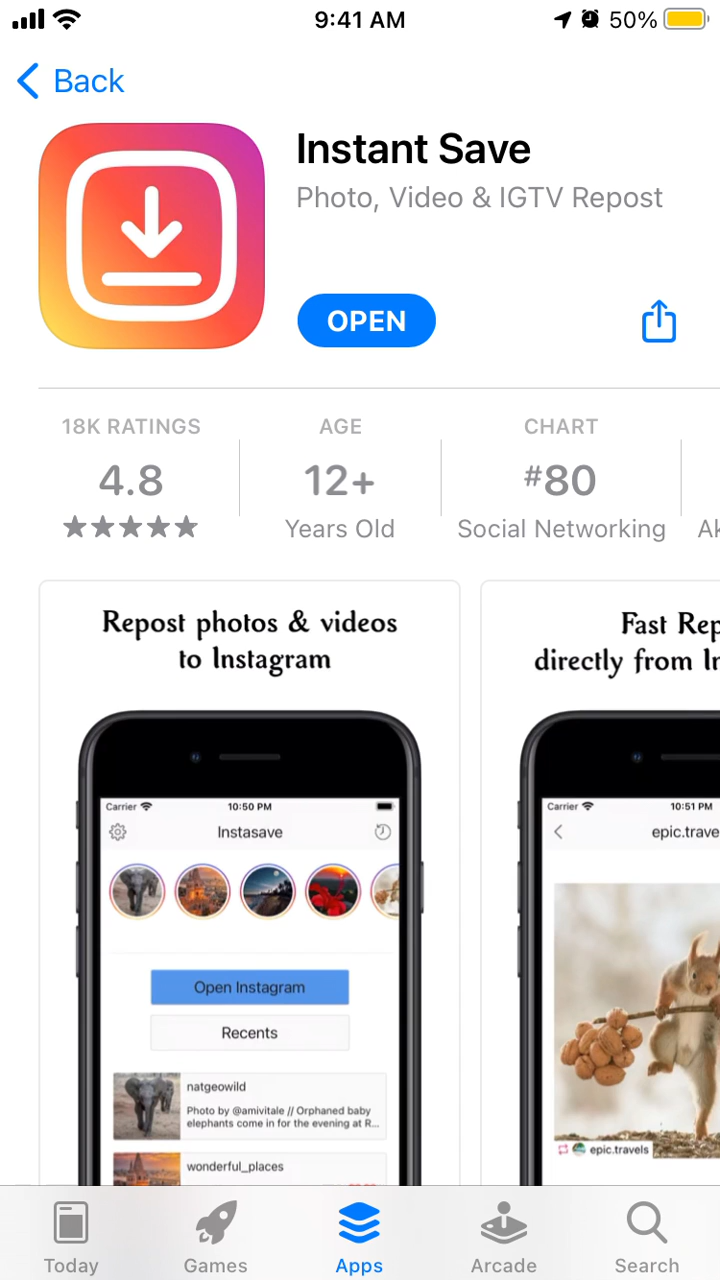 9:41 AM
50%
Back
Instant Save
Photo, Video & IGTV Repost
OPEN
18K RATINGS
4.8
AGE
12+
Years Old
CHART
#80
Social Networking
Repost photos & videos
to Instagram
Carrier
10:50 PM
Instasave
Open Instagram
Recents
natgeowild
Photo by @amivitale // Orphaned baby
elephants come in for the evening at R...
wonderful_places
Fast Rep
directly from In
Carrier
10:51 PM
epic.trave
epic.travels
Today
Games
Apps
Arcade
Search